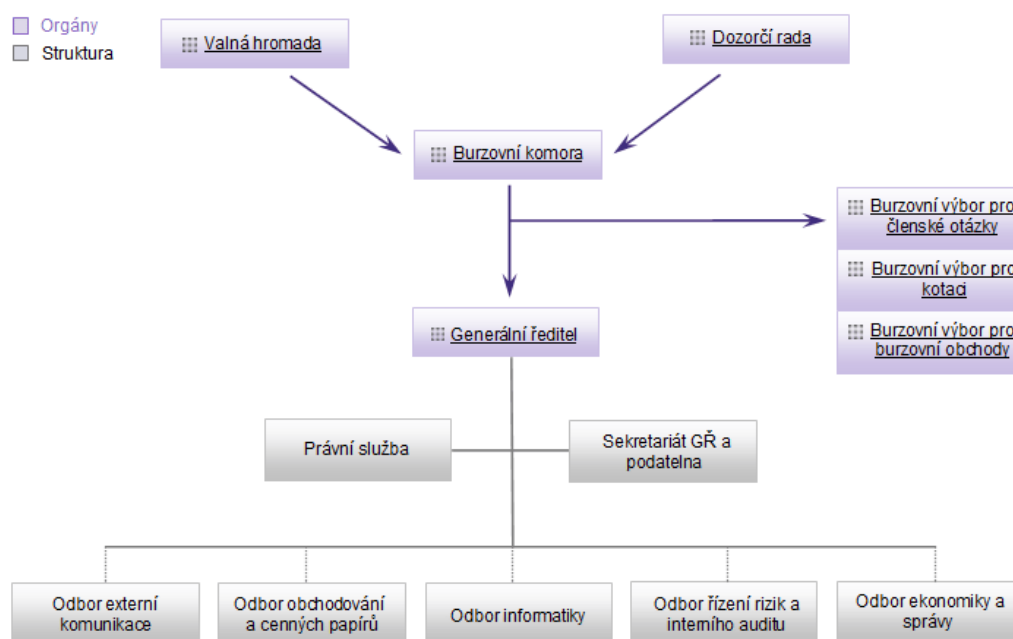 Orgány
Struktura
Valná hromada
Dozorčí rada
Burzovní komora
Burzovní výbor pro
členské otázky
Burzovní výbor pro
kotaci
Burzovní výbor pro
burzovní obchody
Generální ředitel
Právní služba
Sekretariát GŘ a
podatelna
Odbor externí
komunikace
Odbor obchodování
a cenných papírů
Odbor informatiky
Odbor řízení rizik a
interního auditu
Odbor ekonomiky a
správy